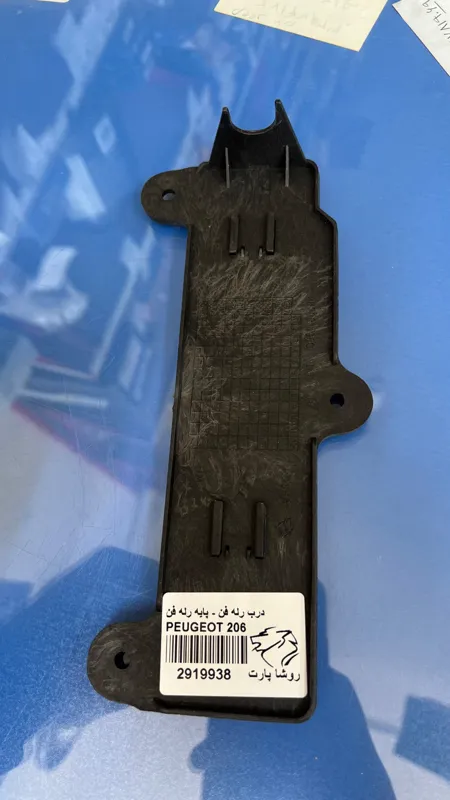 درب رله فن - پایه رله فن
PEUGEOT 206
2919938
روشا پارت